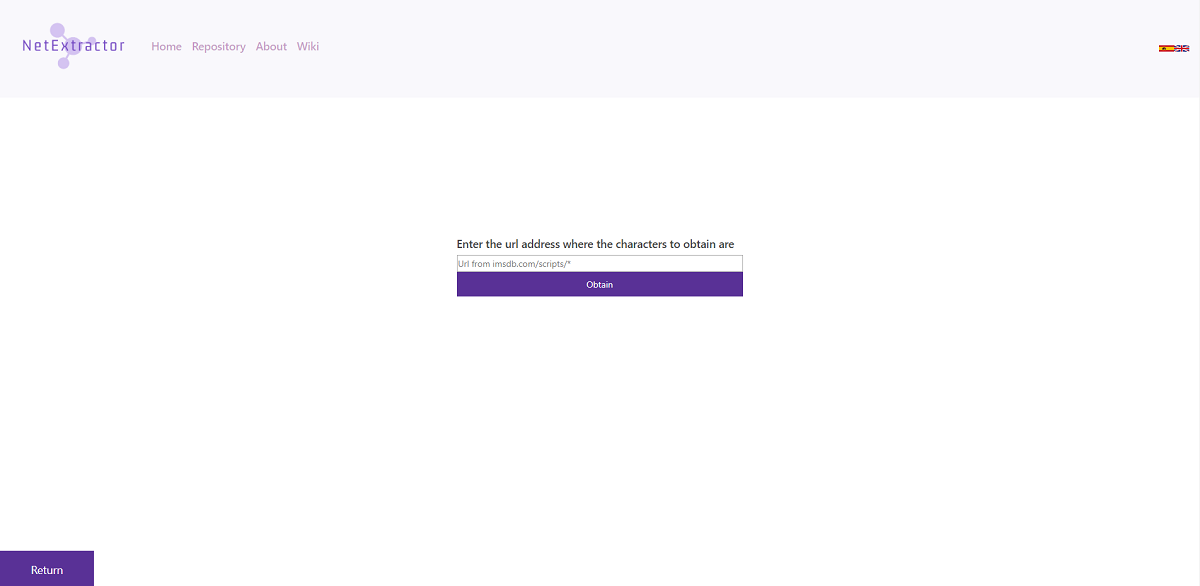 NetExtractor
Home Repository About Wiki
Enter the url address where the characters to obtain are
Url from imsdb.com/scripts/*
Obtain
Return